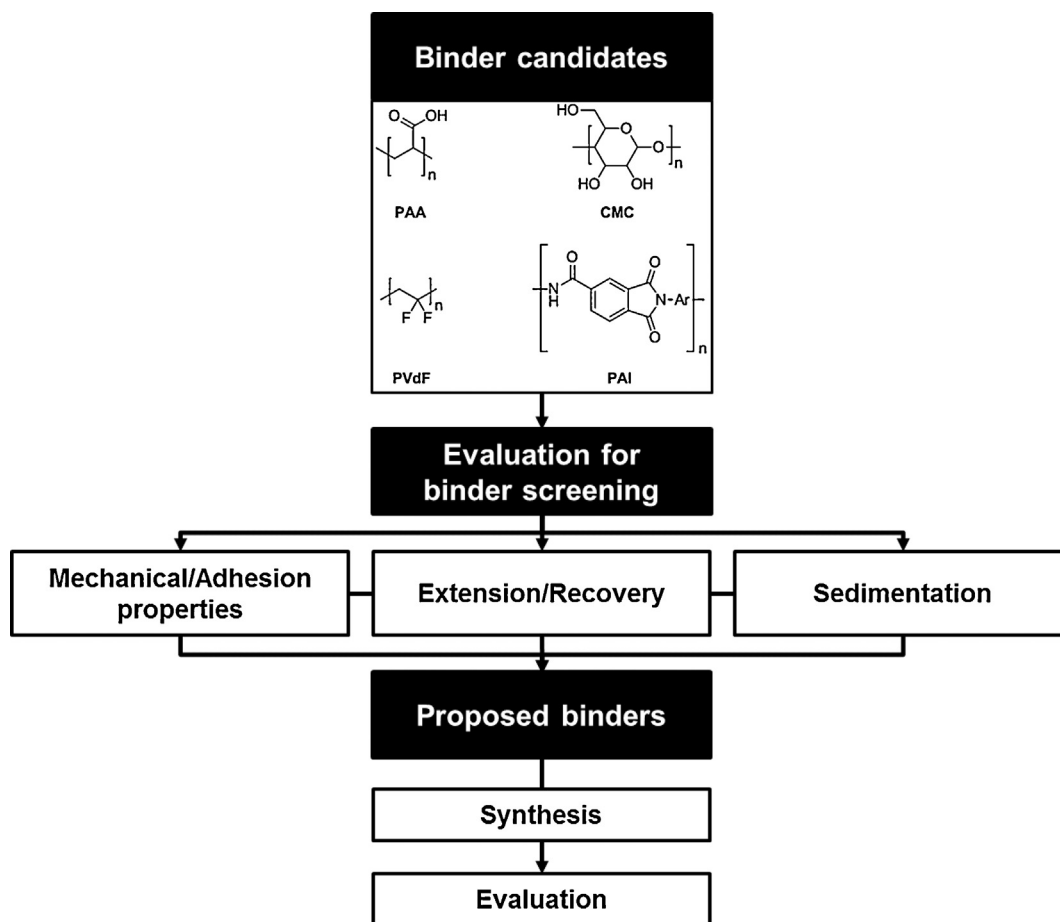 Binder candidates
O
OH
n
PAA
HO
O
O
n
HO
OH
CMC
n
F
F
PVdF
O
N
H
O
N-Ar
O
n
PAI
Evaluation for
binder screening
Mechanical/Adhesion
properties
Extension/Recovery
Sedimentation
Proposed binders
Synthesis
Evaluation